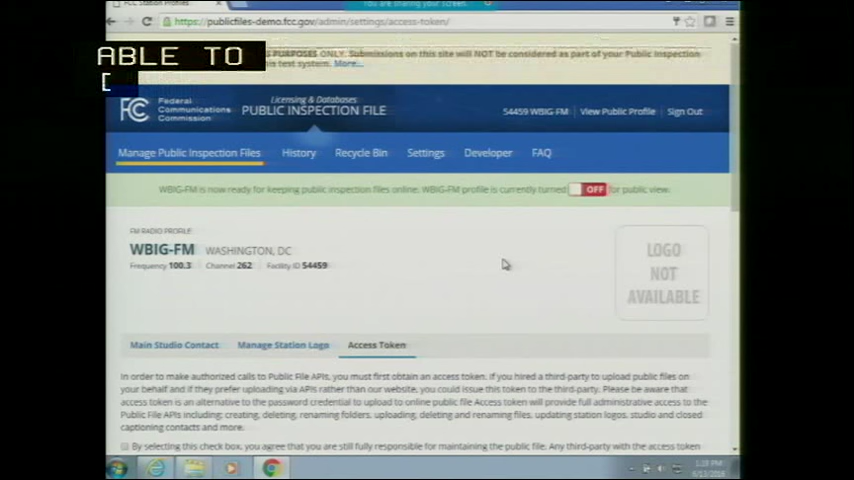 FCC Station Profiles
You are sharing your screen.
https://publicfiles-demo.fcc.gov/admin/settings/access-token/
ABLE TO
PURPOSES ONLY: Submissions on this site will NOT be considered as part of your Public Inspection
this test system. More...
FCC Federal Communications Commission
Licensing & Databases
PUBLIC INSPECTION FILE
54459 WBIG-FM | View Public Profile | Sign Out
Manage Public Inspection Files History Recycle Bin Settings Developer FAQ
WBIG-FM is now ready for keeping public inspection files online. WBIG-FM profile is currently turned OFF for public view.
FM RADIO PROFILE
WBIG-FM WASHINGTON, DC
Frequency 100.3 Channel 262 Facility ID 54459
LOGO
NOT
AVAILABLE
Main Studio Contact Manage Station Logo Access Token
In order to make authorized calls to Public File APIs, you must first obtain an access token. If you hired a third-party to upload public files on
your behalf and if they prefer uploading via APIs rather than our website, you could issue this token to the third-party. Please be aware that
access token is an alternative to the password credential to upload to online public file Access token will provide full administrative access to the
Public File APIs including: creating, deleting, renaming folders, uploading, deleting and renaming files, updating station logos, studio and closed
captioning contacts and more.
By selecting this check box, you agree that you are still fully responsible for maintaining the public file. Any third-party with the access token
1:18 PM